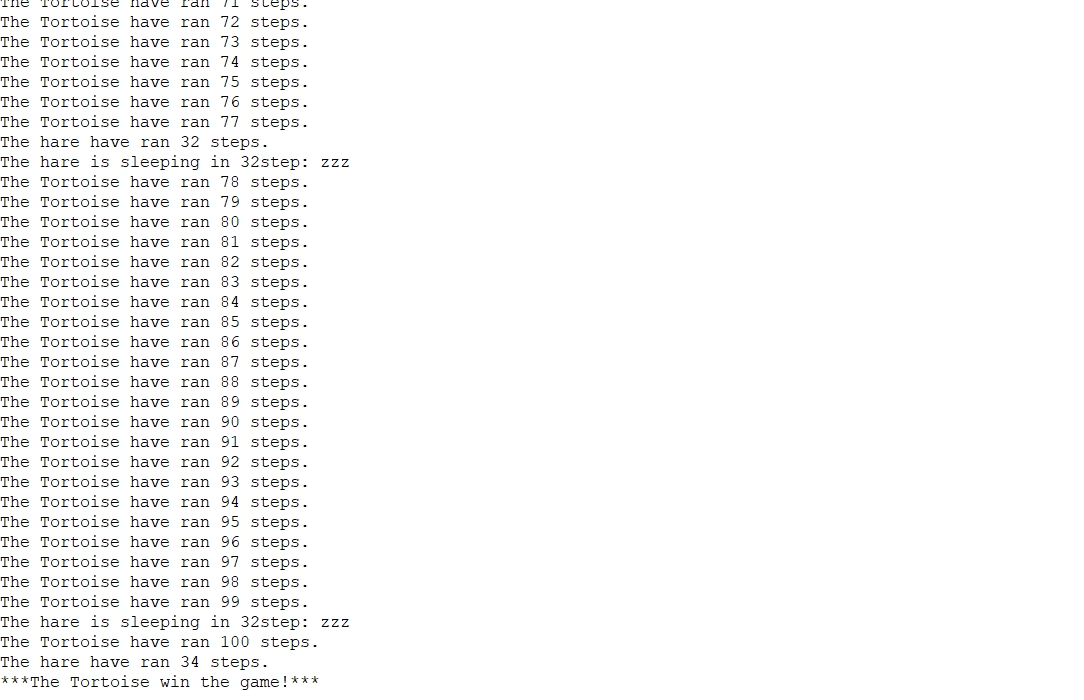 The Tortoise have ran 71 steps.
The Tortoise have ran 72 steps.
The Tortoise have ran 73 steps.
The Tortoise have ran 74 steps.
The Tortoise have ran 75 steps.
The Tortoise have ran 76 steps.
The Tortoise have ran 77 steps.
The hare have ran 32 steps.
The hare is sleeping in 32step: zzz
The Tortoise have ran 78 steps.
The Tortoise have ran 79 steps.
The Tortoise have ran 80 steps.
The Tortoise have ran 81 steps.
The Tortoise have ran 82 steps.
The Tortoise have ran 83 steps.
The Tortoise have ran 84 steps.
The Tortoise have ran 85 steps.
The Tortoise have ran 86 steps.
The Tortoise have ran 87 steps.
The Tortoise have ran 88 steps.
The Tortoise have ran 89 steps.
The Tortoise have ran 90 steps.
The Tortoise have ran 91 steps.
The Tortoise have ran 92 steps.
The Tortoise have ran 93 steps.
The Tortoise have ran 94 steps.
The Tortoise have ran 95 steps.
The Tortoise have ran 96 steps.
The Tortoise have ran 97 steps.
The Tortoise have ran 98 steps.
The Tortoise have ran 99 steps.
The hare is sleeping in 32step: zzz
The Tortoise have ran 100 steps.
The hare have ran 34 steps.
***The Tortoise win the game!***